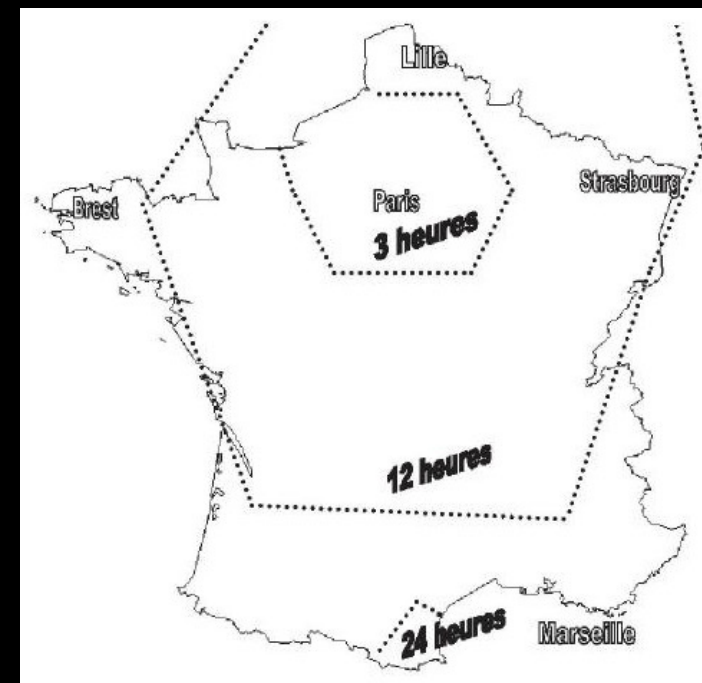 Lille
Strasbourg
Brest
Paris
3 heures
12 heures
24 heures
Marseille